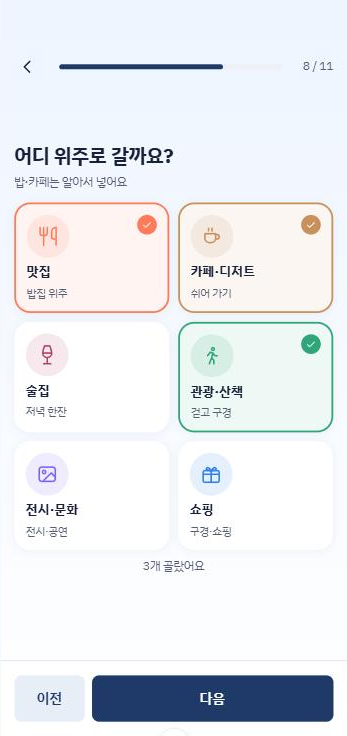 8 / 11
어디 위주로 갈까요?
밥·카페는 알아서 넣어요
맛집
밥집 위주
카페·디저트
쉬어 가기
술집
저녁 한잔
관광·산책
걷고 구경
전시·문화
전시·공연
쇼핑
구경·쇼핑
3개 골랐어요
이전
다음